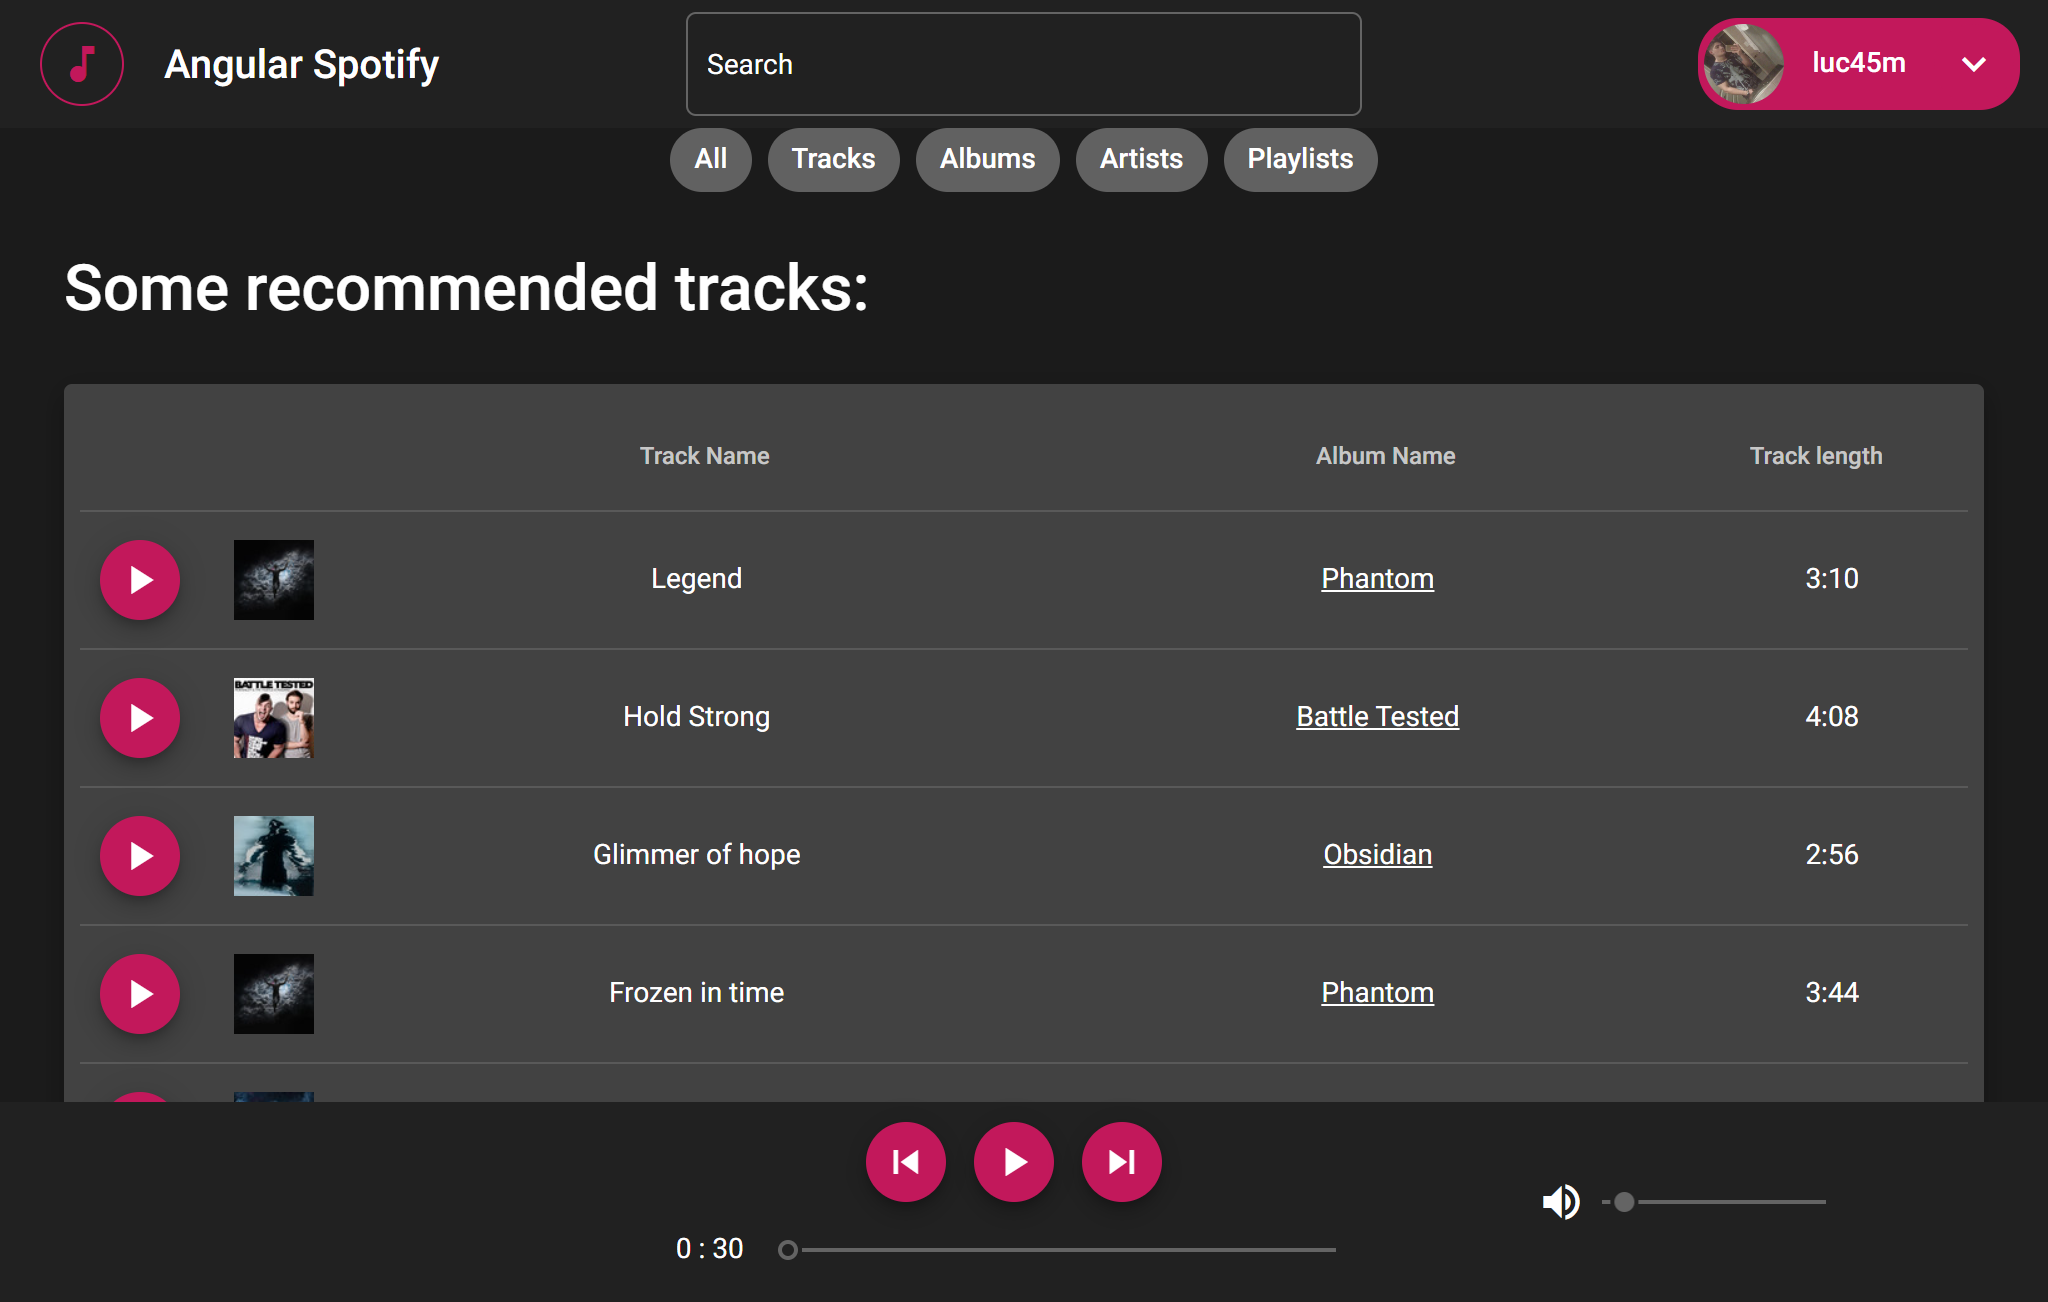 Angular Spotify
Search
luc45m
All Tracks Albums Artists Playlists
Some recommended tracks:
Track Name Album Name Track length
Legend Phantom 3:10
BATTLE TESTED
Hold Strong Battle Tested 4:08
Glimmer of hope Obsidian 2:56
Frozen in time Phantom 3:44
0 : 30